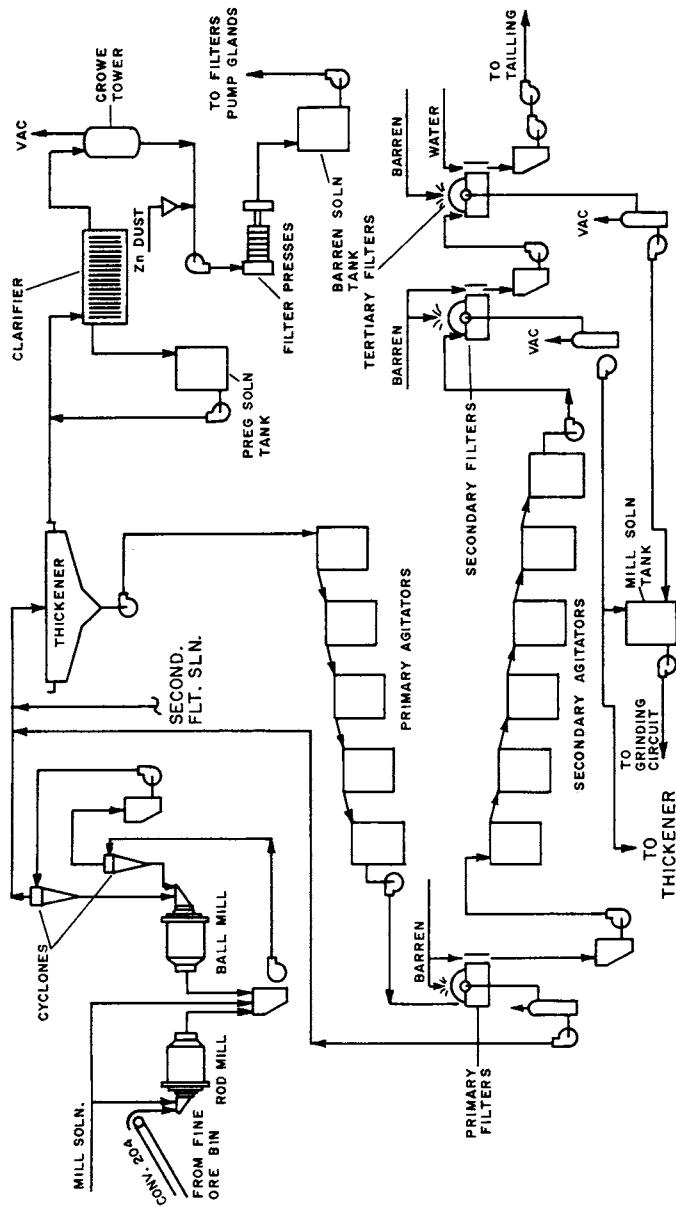 MILL SOLN.
CONV. 204
FROM FINE
ORE BIN
ROD MILL
BALL MILL
CYCLONES
SECOND.
FLT. SLN.
THICKENER
CLARIFIER
PREG SOLN
TANK
VAC
CROWE
TOWER
Zn DUST
FILTER PRESSES
TO FILTERS
PUMP GLANDS
BARREN SOLN
TANK
PRIMARY AGITATORS
BARREN
PRIMARY
FILTERS
SECONDARY AGITATORS
SECONDARY FILTERS
BARREN
VAC
TERTIARY FILTERS
BARREN
WATER
VAC
TO
TAILLING
MILL SOLN
TANK
TO
GRINDING
CIRCUIT
TO
THICKENER